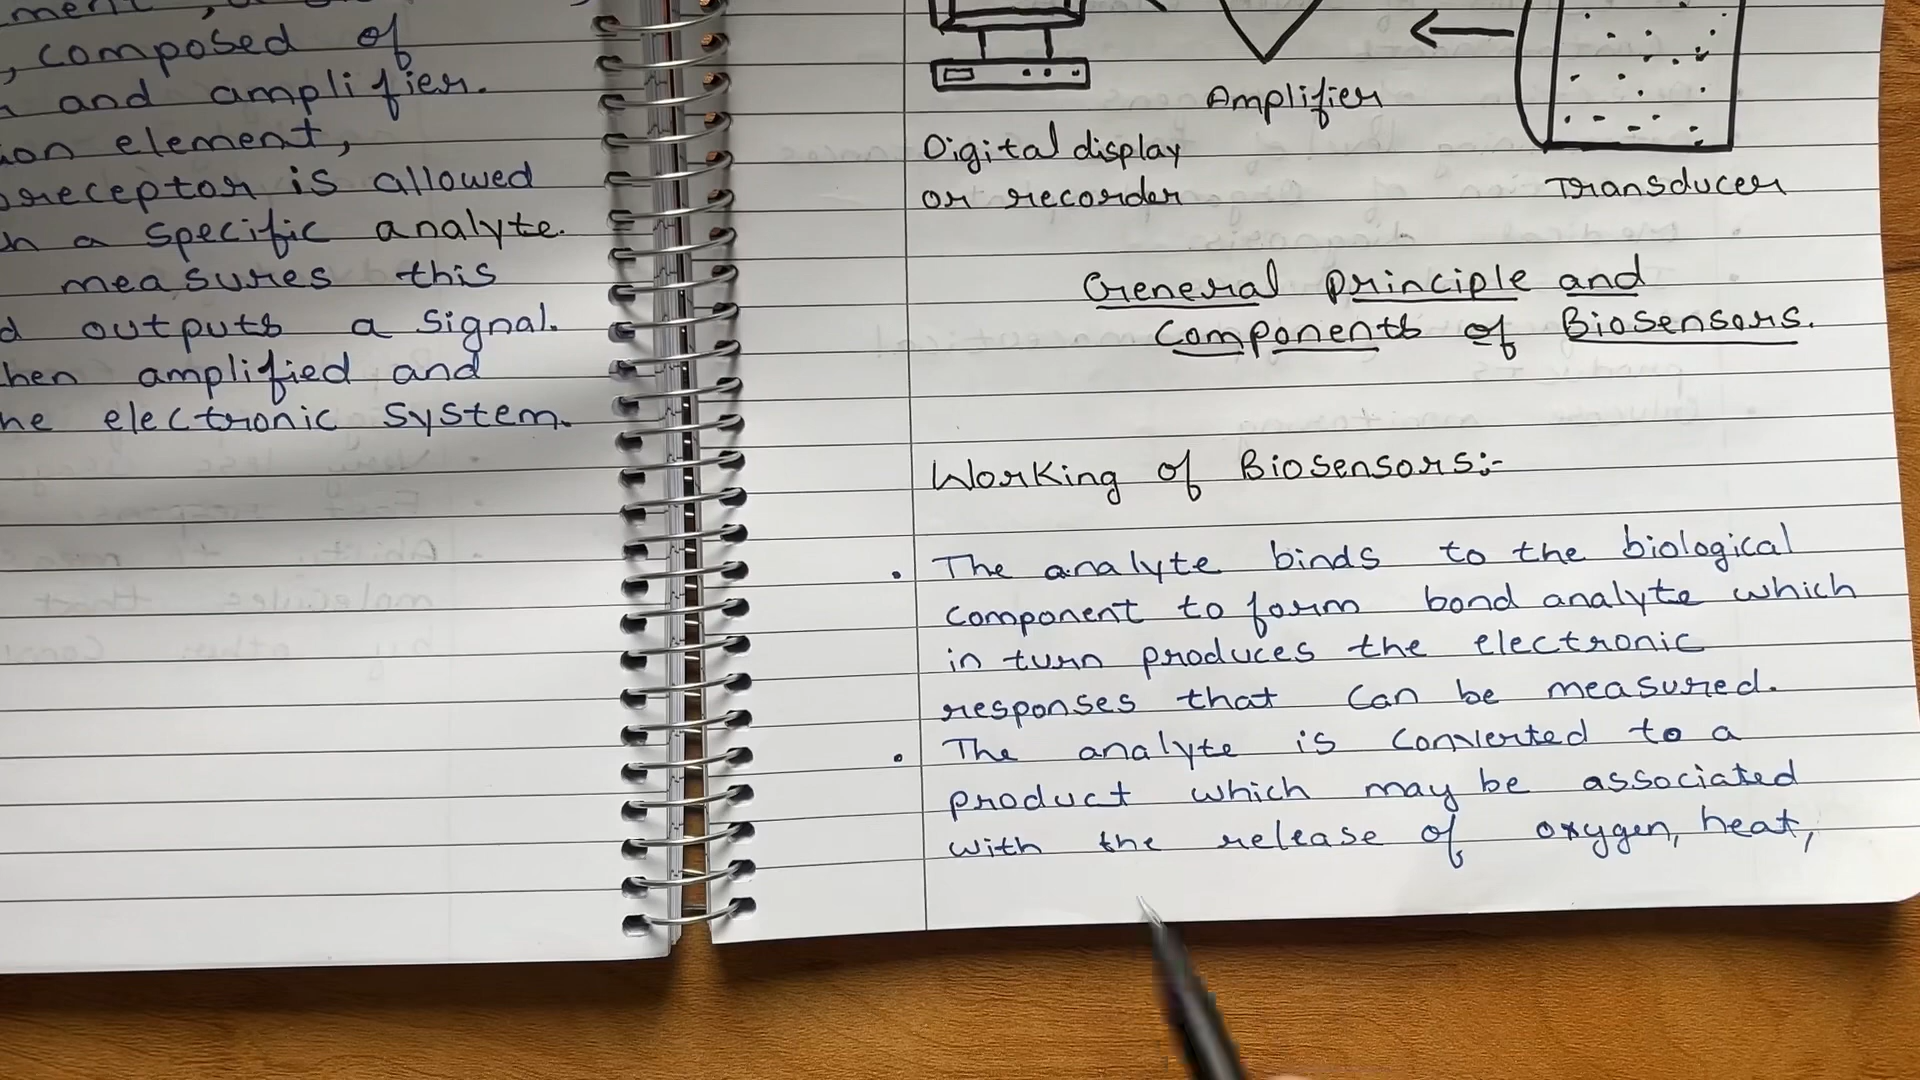 composed of
and amplifier.
element,
is allowed
a specific analyte.
measures this
outputs a signal.
amplified and
electronic system.
Amplifier
Digital display
or recorder
Transducer
General principle and
Components of Biosensors.
Working of Biosensors:-
• The analyte binds to the biological
component to form bond analyte which
in turn produces the electronic
responses that can be measured.
• The analyte is converted to a
product which may be associated
with the release of oxygen, heat,